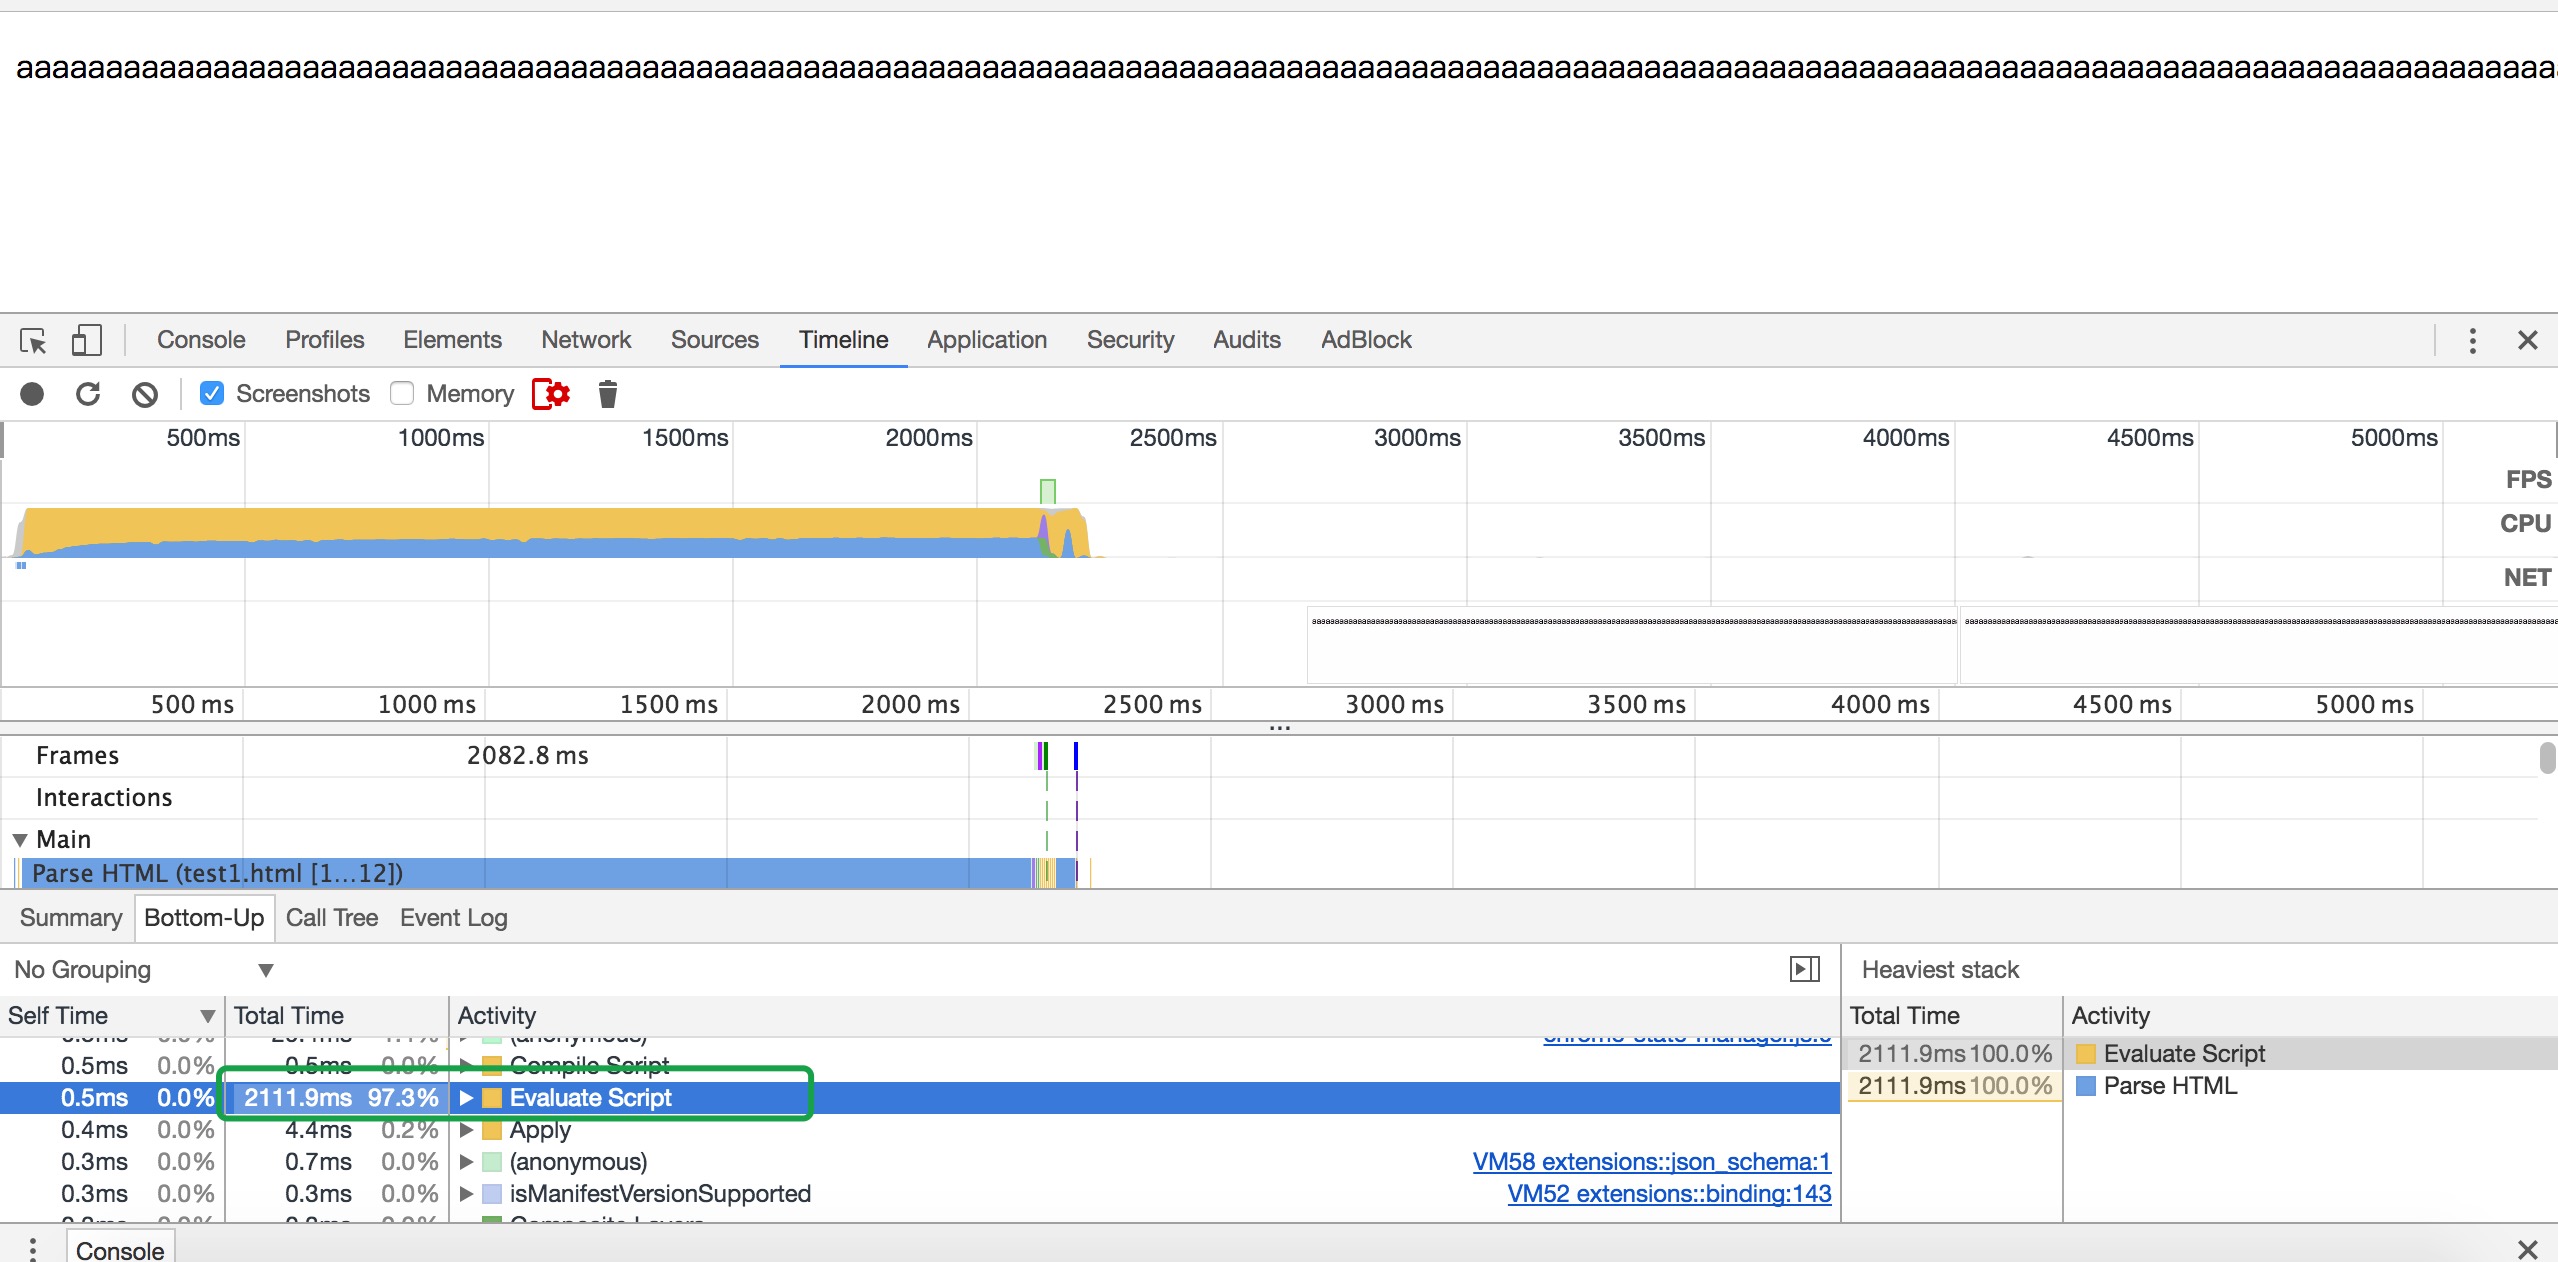 aaaaaaaaaaaaaaaaaaaaaaaaaaaaaaaaaaaaaaaaaaaaaaaaaaaaaaaaaaaaaaaaaaaaaaaaaaaaaaaaaaaaaaaaaaaaaaaaaaaaaaaaaaaaaaaaaaaaaaaaaaaaaaaaaaaaaaaaaaaaaa
Console Profiles Elements Network Sources Timeline Application Security Audits AdBlock
Screenshots Memory
500ms 1000ms 1500ms 2000ms 2500ms 3000ms 3500ms 4000ms 4500ms 5000ms
FPS
CPU
NET
500 ms 1000 ms 1500 ms 2000 ms 2500 ms 3000 ms 3500 ms 4000 ms 4500 ms 5000 ms
...
Frames 2082.8 ms
Interactions
Main
Parse HTML (test1.html [1...12])
Summary Bottom-Up Call Tree Event Log
No Grouping Heaviest stack
Self Time Total Time Activity Total Time Activity
(anonymous)
0.5ms 0.0% 0.5ms 0.0% Compile Script 2111.9ms 100.0% Evaluate Script
0.5ms 0.0% 2111.9ms 97.3% Evaluate Script 2111.9ms 100.0% Parse HTML
0.4ms 0.0% 4.4ms 0.2% Apply
0.3ms 0.0% 0.7ms 0.0% (anonymous) VM58 extensions::json_schema:1
0.3ms 0.0% 0.3ms 0.0% isManifestVersionSupported VM52 extensions::binding:143
Console